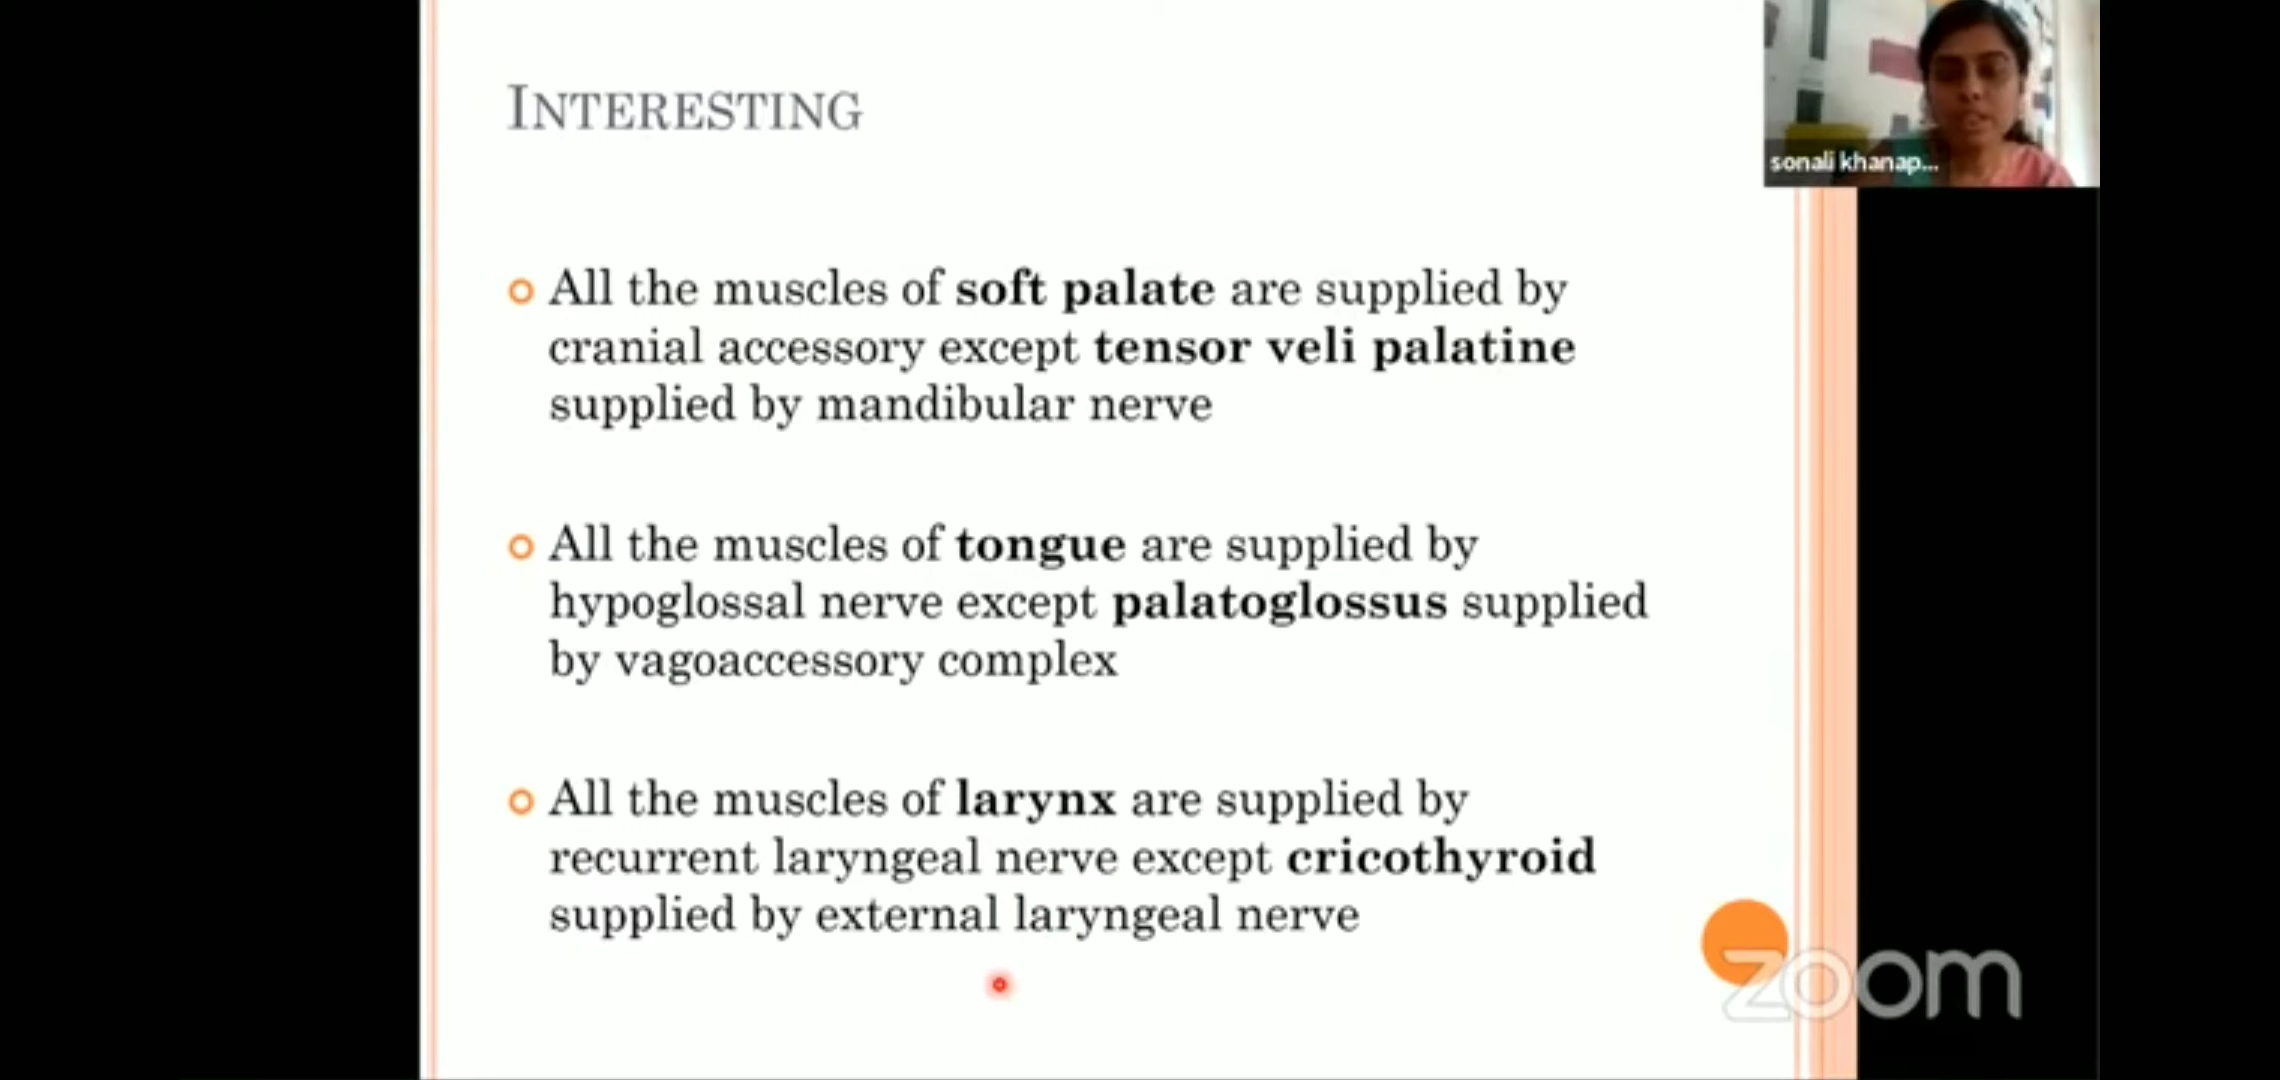 INTERESTING
sonali khanap...
All the muscles of soft palate are supplied by
cranial accessory except tensor veli palatine
supplied by mandibular nerve
All the muscles of tongue are supplied by
hypoglossal nerve except palatoglossus supplied
by vagoaccessory complex
All the muscles of larynx are supplied by
recurrent laryngeal nerve except cricothyroid
supplied by external laryngeal nerve
zoom